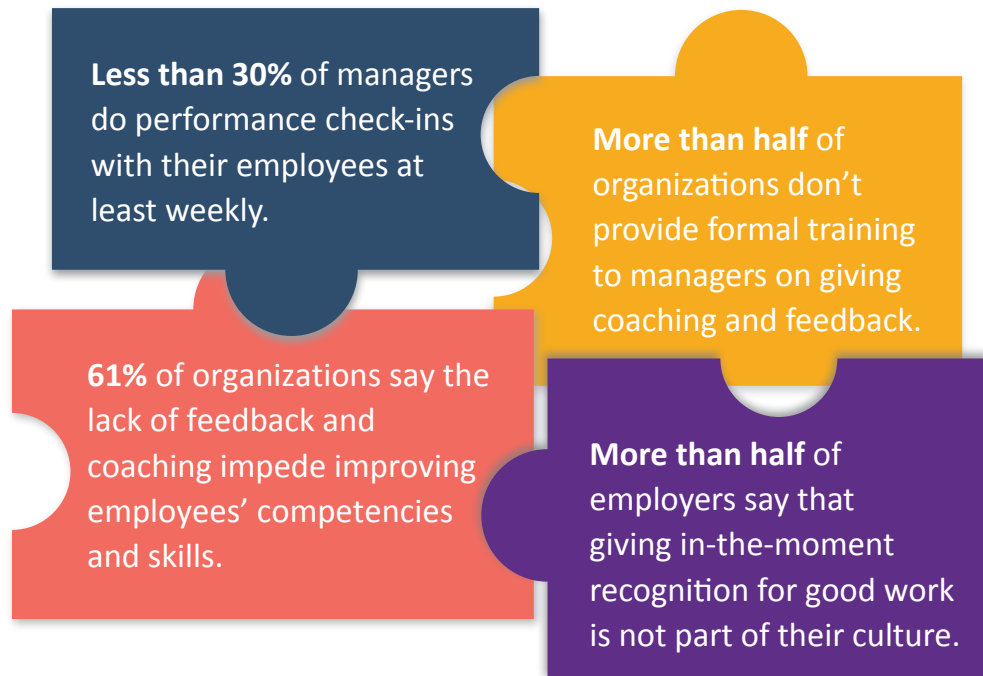 Less than 30% of managers
do performance check-ins
with their employees at
least weekly.
More than half of
organizations don’t
provide formal training
to managers on giving
coaching and feedback.
61% of organizations say the
lack of feedback and
coaching impede improving
employees’ competencies
and skills.
More than half of
employers say that
giving in-the-moment
recognition for good work
is not part of their culture.